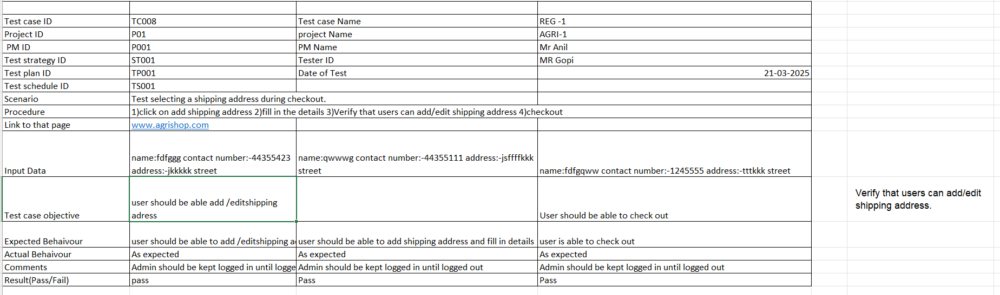 Test case ID TC008 Test case Name REG -1
Project ID P01 project Name AGRI-1
PM ID P001 PM Name Mr Anil
Test strategy ID ST001 Tester ID MR Gopi
Test plan ID TP001 Date of Test 21-03-2025
Test schedule ID TS001
Scenario Test selecting a shipping address during checkout.
Procedure 1)click on add shipping address 2)fill in the details 3)Verify that users can add/edit shipping address 4)checkout
Link to that page www.agrishop.com
Input Data
name:fdfggg contact number:-44355423
address:-jkkkkk street
name:qwwwg contact number:-44355111 address:-jsffffkkk
street
name:fdfgqww contact number:-1245555 address:-tttkkk street
Test case objective
user should be able add /editshipping
adress
User should be able to check out
Verify that users can add/edit
shipping address.
Expected Behaivour user should be able to add /editshipping a user should be able to add shipping address and fill in details user is able to check out
Actual Behaivour As expected As expected As expected
Comments Admin should be kept logged in until logge Admin should be kept logged in until logged out Admin should be kept logged in until logged out
Result(Pass/Fail) pass Pass Pass